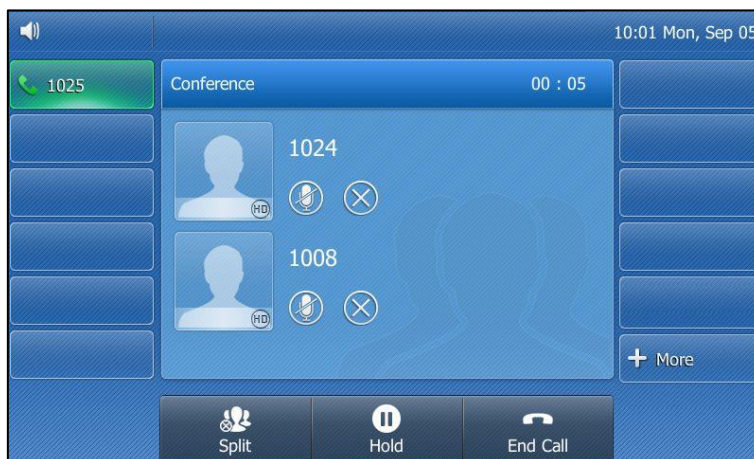 10:01 Mon, Sep 05
1025
Conference 00 : 05
1024
HD
1008
HD
+ More
Split Hold End Call